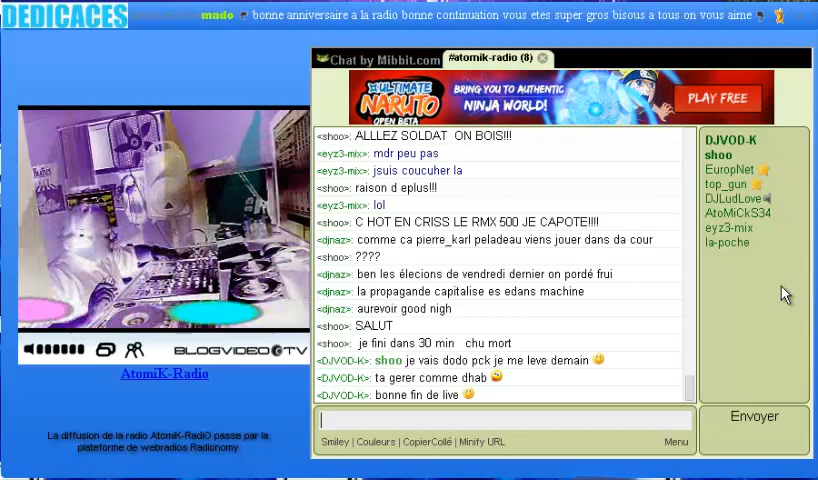 DEDICACES
mado bonne anniversaire a la radio bonne continuation vous etes super gros bisous a tous on vous aime
Chat by Mibbit.com
#atomik-radio (8)
ULTIMATE
NARUTO
OPEN BETA
BRING YOU TO AUTHENTIC
NINJA WORLD!
PLAY FREE
<shoo>: ALLLEZ SOLDAT ON BOIS!!!
<eyz3-mix>: mdr peu pas
<eyz3-mix>: jsuis coucuher la
<shoo>: raison d eplus!!!
<eyz3-mix>: lol
<shoo>: C HOT EN CRISS LE RMX 500 JE CAPOTE!!!!
<djnaz>: comme ca pierre_karl peladeau viens jouer dans da cour
<shoo>: ????
<djnaz>: ben les élecions de vendredi dernier on pordé frui
<djnaz>: la propagande capitalise es edans machine
<djnaz>: aurevoir good nigh
<shoo>: SALUT
<shoo>: je fini dans 30 min chu mort
<DJVOD-K>: shoo je vais dodo pck je me leve demain
<DJVOD-K>: ta gerer comme dhab
<DJVOD-K>: bonne fin de live
DJVOD-K
shoo
EuropNet
top_gun
DJLudLove
AtoMiCkS34
eyz3-mix
la-poche
Envoyer
Smiley | Couleurs | CopierCollé | Minify URL
Menu
BLOGVIDEO TV
AtomiK-Radio
La diffusion de la radio AtomiK-RadiO passe par la
plateforme de webradios Radionomy